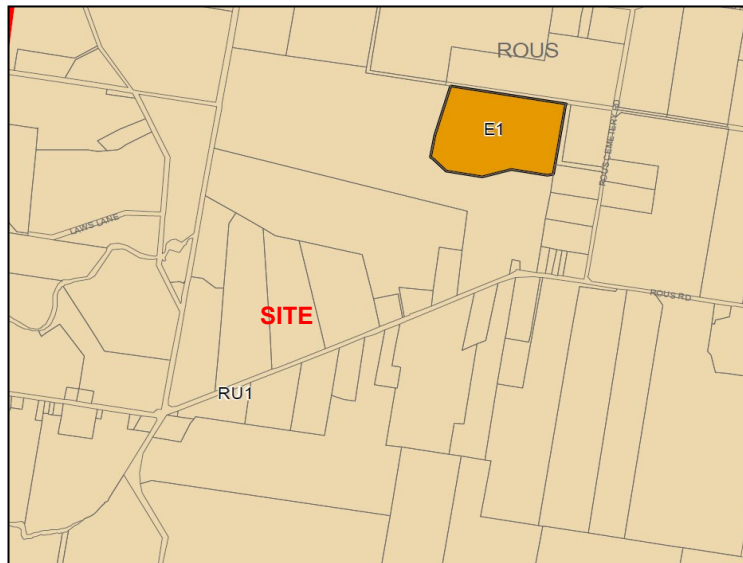 ROUS
E1
ROUS CEMETERY RD
LAWS LANE
ROUS RD
SITE
RU1